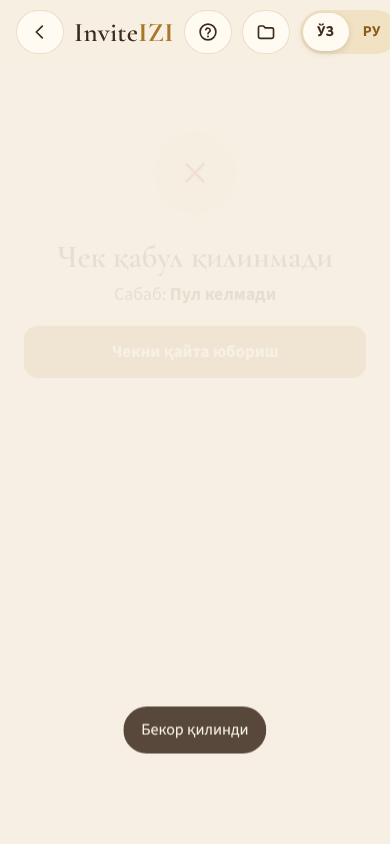 InviteIZI
ЎЗ
РУ
Чек қабул қилинмади
Сабаб: Пул келмади
Чекни қайта юбориш
Бекор қилинди